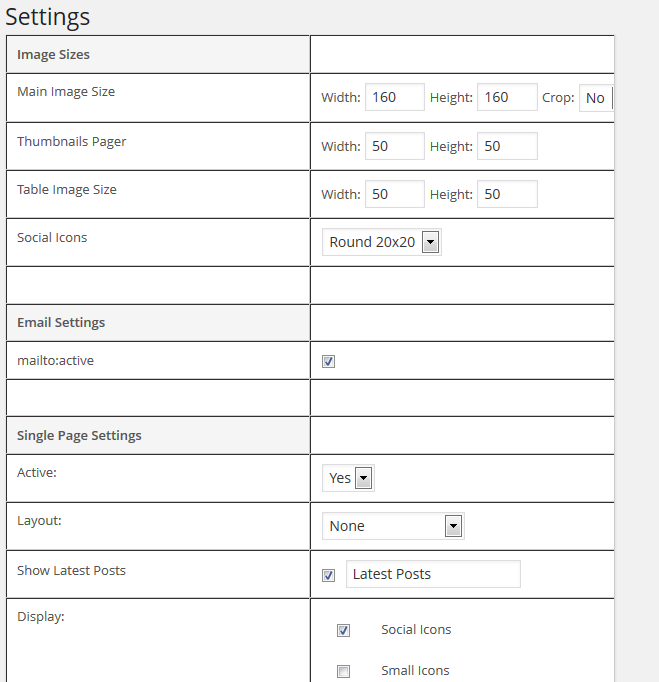 Settings
Image Sizes
Main Image Size Width: 160 Height: 160 Crop: No
Thumbnails Pager Width: 50 Height: 50
Table Image Size Width: 50 Height: 50
Social Icons Round 20x20
Email Settings
mailto:active
Single Page Settings
Active: Yes
Layout: None
Show Latest Posts Latest Posts
Display: Social Icons
Small Icons